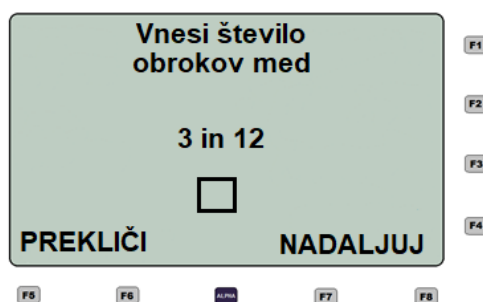 Vnesi število
obrokov med
3 in 12
PREKLIČI NADALJUJ
F1
F2
F3
F4
F5 F6 ALPHA F7 F8